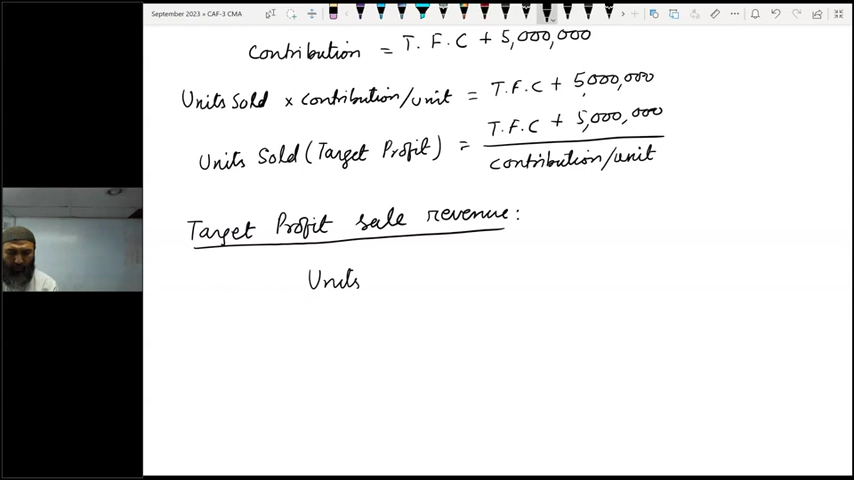 September 2023 » CAF-3 CMA
Contribution = T.F.C + 5,000,000
Units Sold x contribution/unit = T.F.C + 5,000,000
Units Sold (Target Profit) = T.F.C + 5,000,000
contribution/unit
Target Profit sale revenue:
Units